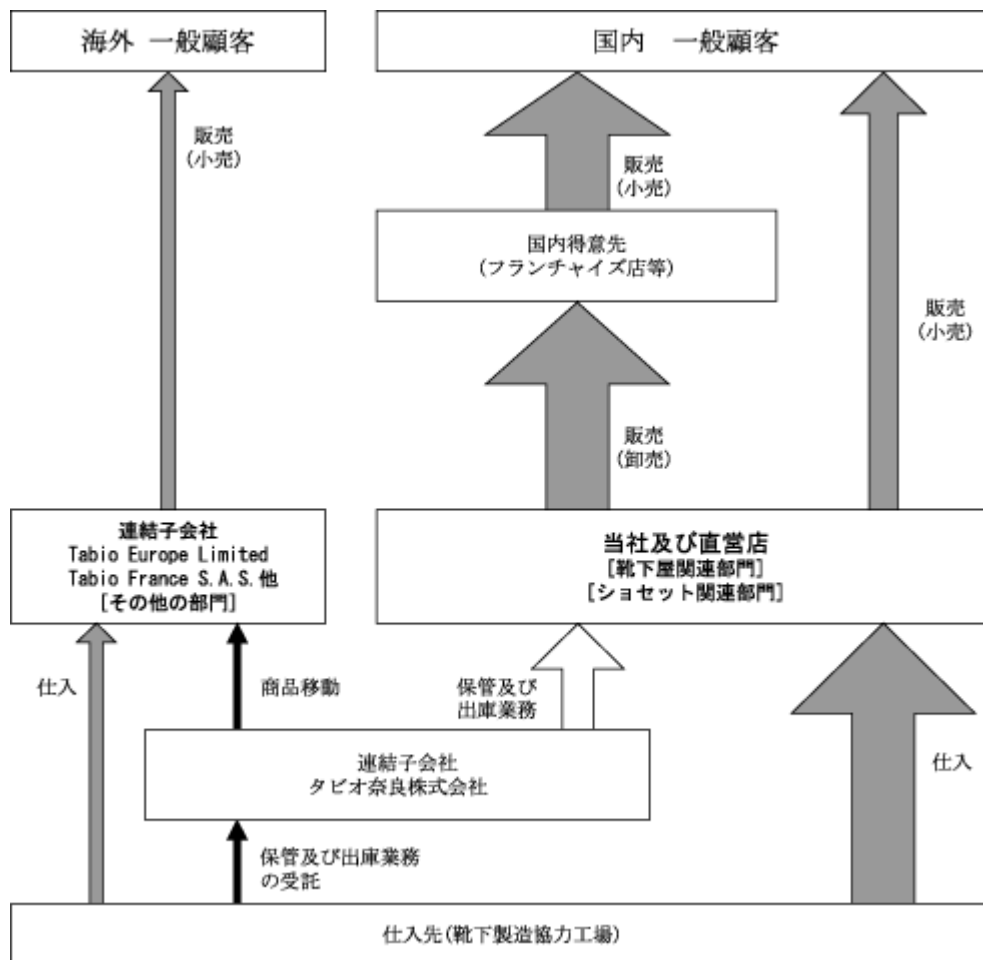 海外 一般顧客
国内 一般顧客
販売
(小売)
販売
(小売)
国内得意先
(フランチャイズ店等)
販売
(小売)
販売
(卸売)
連結子会社
Tabio Europe Limited
Tabio France S.A.S.他
[その他の部門]
当社及び直営店
[靴下屋関連部門]
[ショセット関連部門]
仕入
商品移動
保管及び
出庫業務
仕入
連結子会社
タビオ奈良株式会社
保管及び出庫業務
の受託
仕入先(靴下製造協力工場)